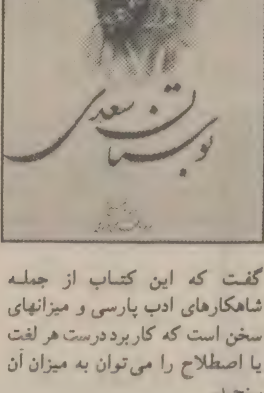 بوستان سعدی
گفت که این کتاب از جمله
شاهکارهای ادب پارسی و میزانهای
سخن است که کاربرد درست هر لغت
یا اصطلاح را می‌توان به میزان آن